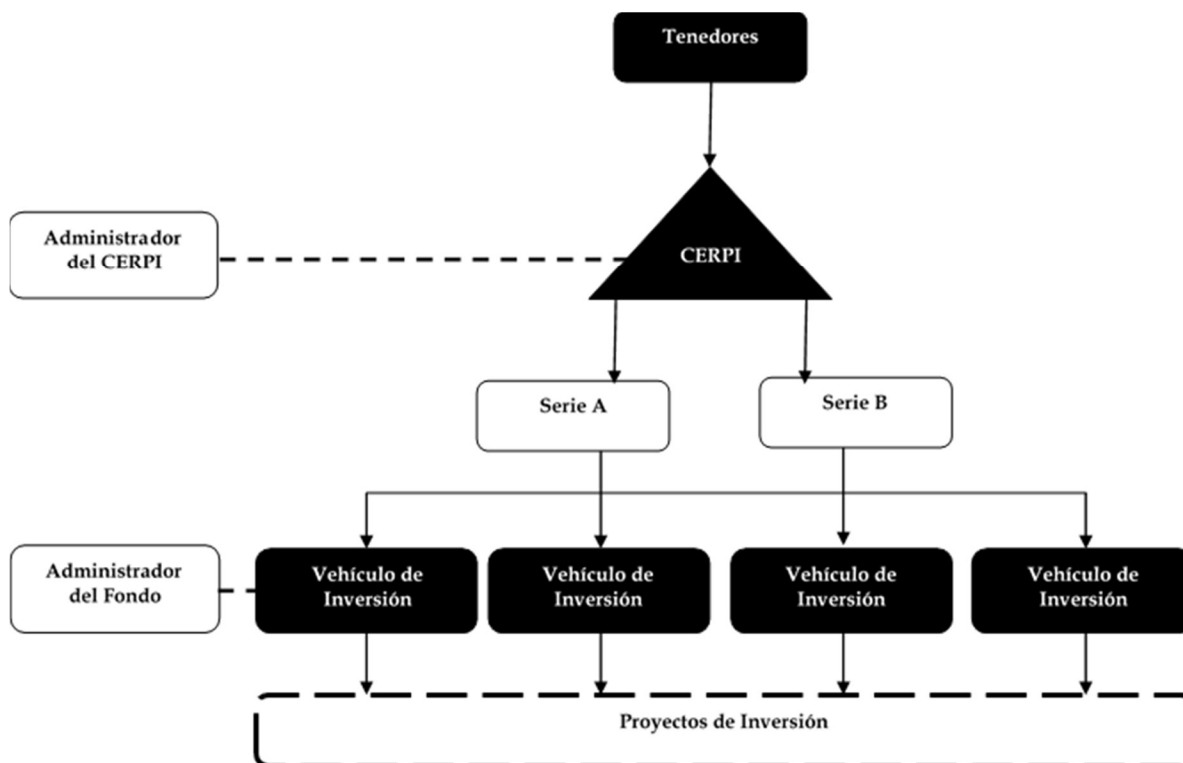 Tenedores
Administrador
del CERPI
CERPI
Serie A
Serie B
Administrador
del Fondo
Vehículo de
Inversión
Vehículo de
Inversión
Vehículo de
Inversión
Vehículo de
Inversión
Proyectos de Inversión